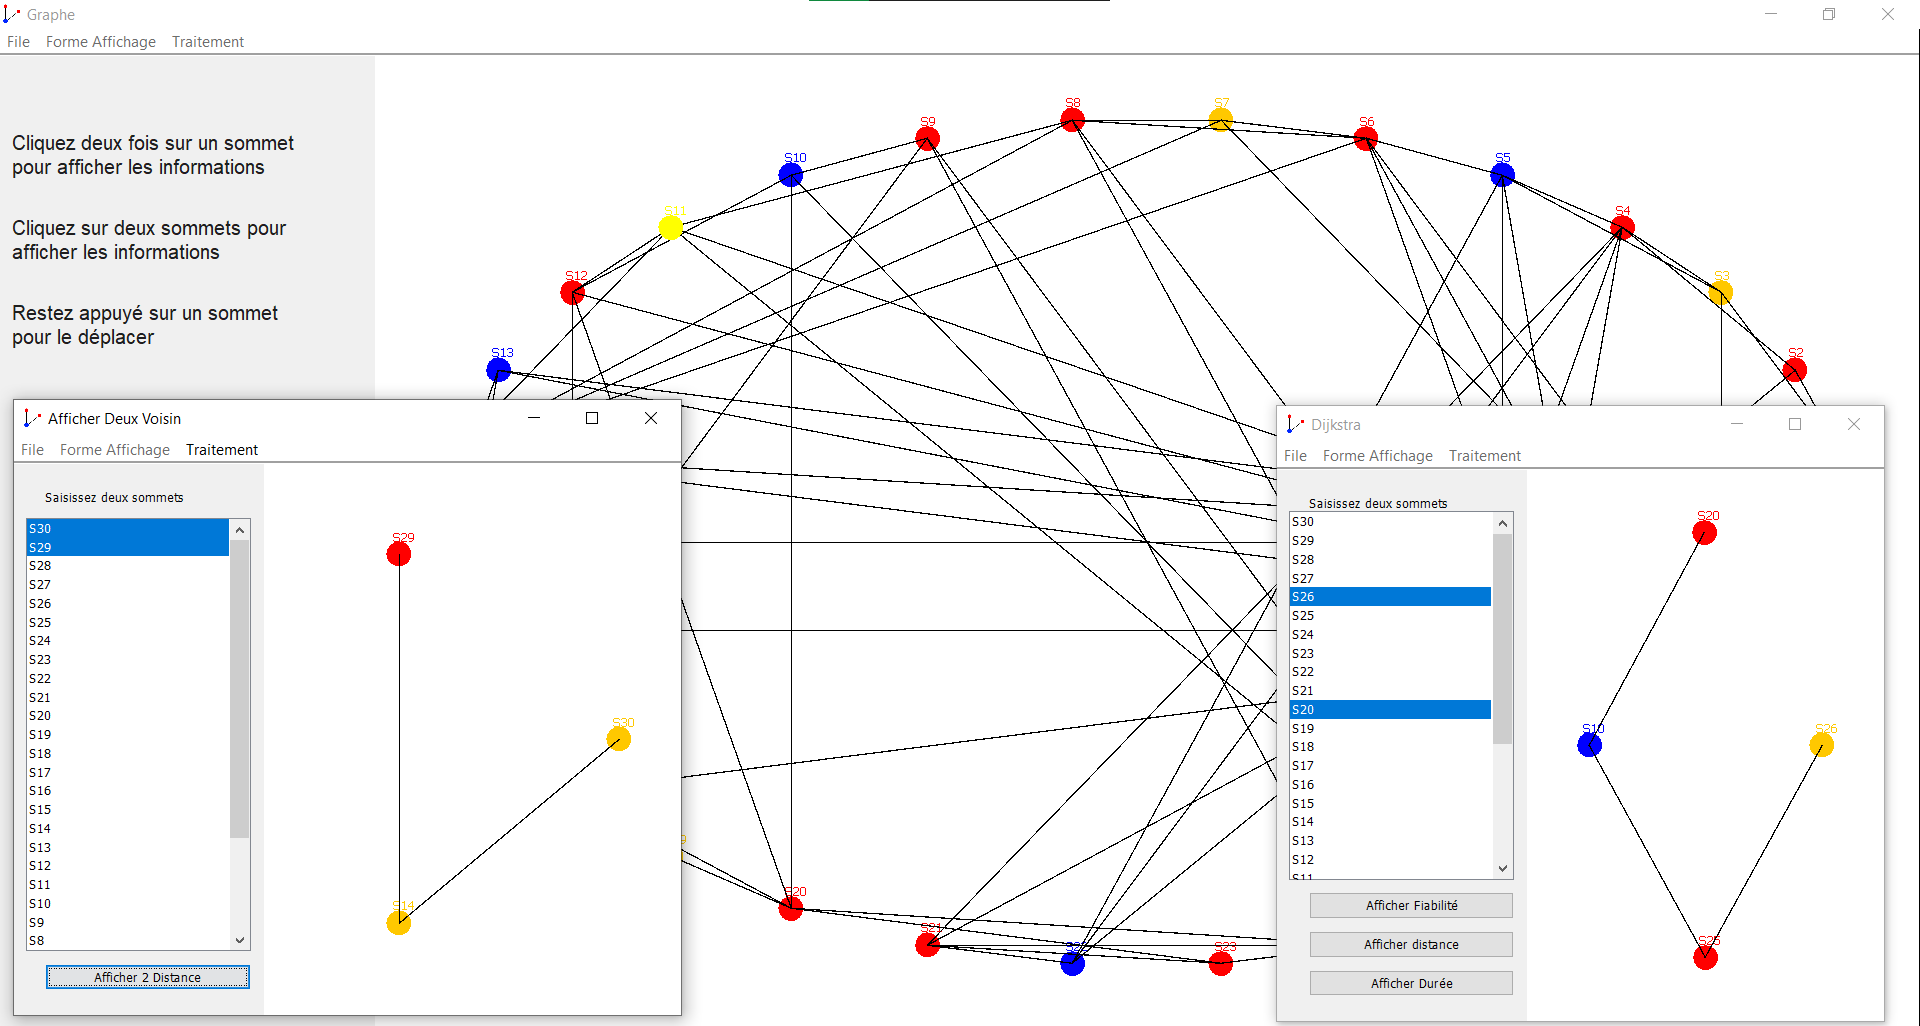 Graphe
File Forme Affichage Traitement
Cliquez deux fois sur un sommet
pour afficher les informations
Cliquez sur deux sommets pour
afficher les informations
Restez appuyé sur un sommet
pour le déplacer
S8
S7
S9
S6
S10
S5
S11
S4
S12
S3
S13
S2
S20
S21
S23
Afficher Deux Voisin
File Forme Affichage Traitement
Saisissez deux sommets
S30
S29
S28
S27
S26
S25
S24
S23
S22
S21
S20
S19
S18
S17
S16
S15
S14
S13
S12
S11
S10
S9
S8
Afficher 2 Distance
S29
S30
S14
Dijkstra
File Forme Affichage Traitement
Saisissez deux sommets
S30
S29
S28
S27
S26
S25
S24
S23
S22
S21
S20
S19
S18
S17
S16
S15
S14
S13
S12
S11
Afficher Fiabilité
Afficher distance
Afficher Durée
S20
S10
S26
S25